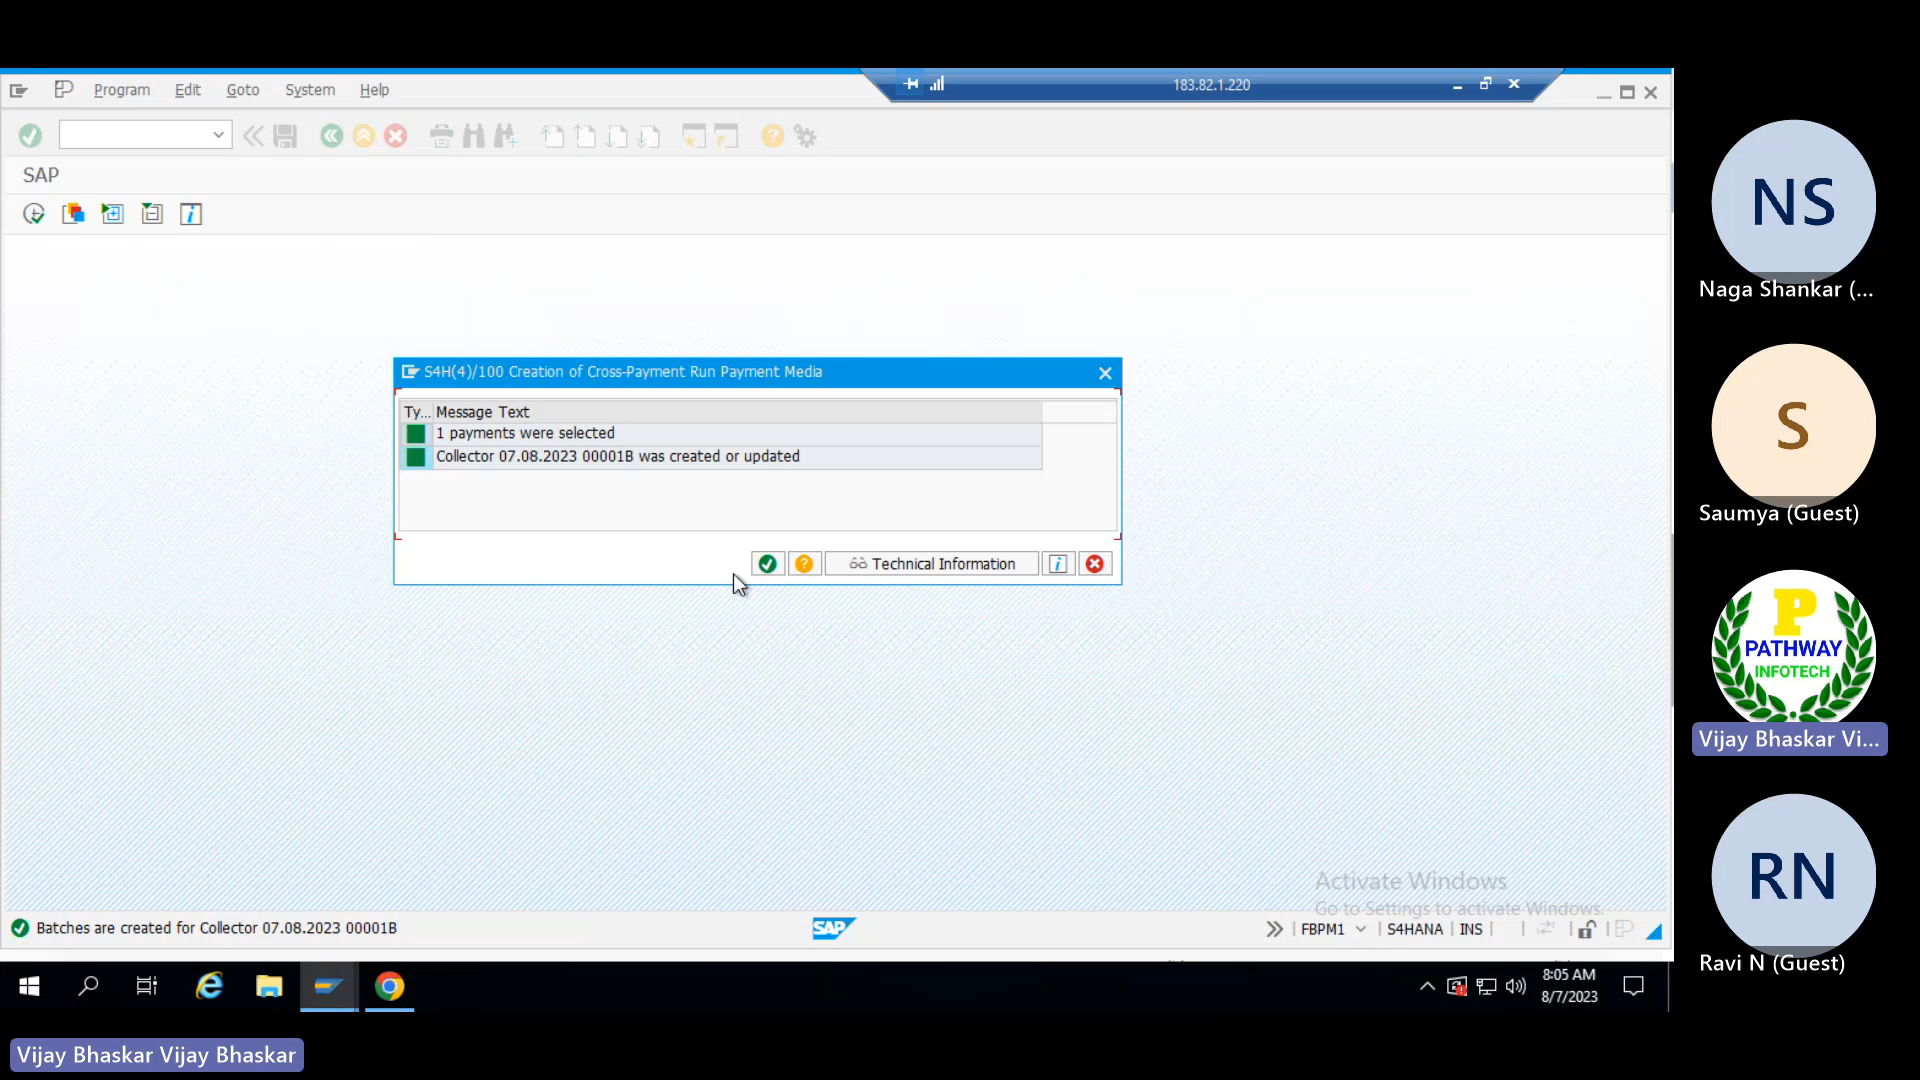 183.82.1.220
Program Edit Goto System Help
SAP
S4H(4)/100 Creation of Cross-Payment Run Payment Media
Ty... Message Text
1 payments were selected
Collector 07.08.2023 00001B was created or updated
Technical Information
Activate Windows
Go to Settings to activate Windows.
Batches are created for Collector 07.08.2023 00001B
SAP
FBPM1 S4HANA INS
8:05 AM
8/7/2023
NS
Naga Shankar (...
S
Saumya (Guest)
P
PATHWAY
INFOTECH
Vijay Bhaskar Vi...
RN
Ravi N (Guest)
Vijay Bhaskar Vijay Bhaskar